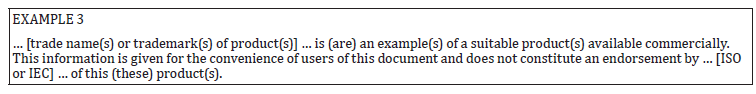 EXAMPLE 3
… [trade name(s) or trademark(s) of product(s)] … is (are) an example(s) of a suitable product(s) available commercially.
This information is given for the convenience of users of this document and does not constitute an endorsement by … [ISO
or IEC] … of this (these) product(s).